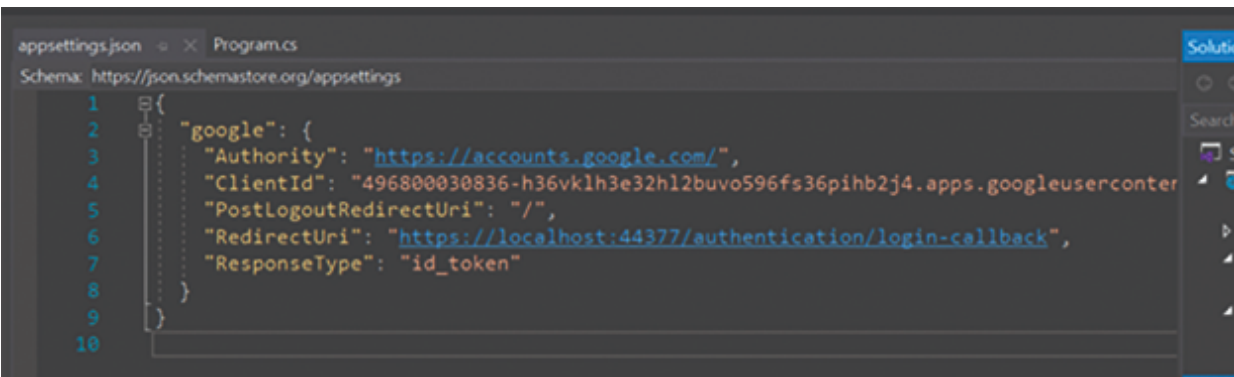 appsettings.json Program.cs
Soluti
Schema: https://json.schemastore.org/appsettings
1 {
Search
2 "google": {
3 "Authority": "https://accounts.google.com/",
4 "ClientId": "496800030836-h36vklh3e32hl2buvo596fs36pihb2j4.apps.googleuserconter
5 "PostLogoutRedirectUri": "/",
6 "RedirectUri": "https://localhost:44377/authentication/login-callback",
7 "ResponseType": "id_token"
8 }
9 }
10